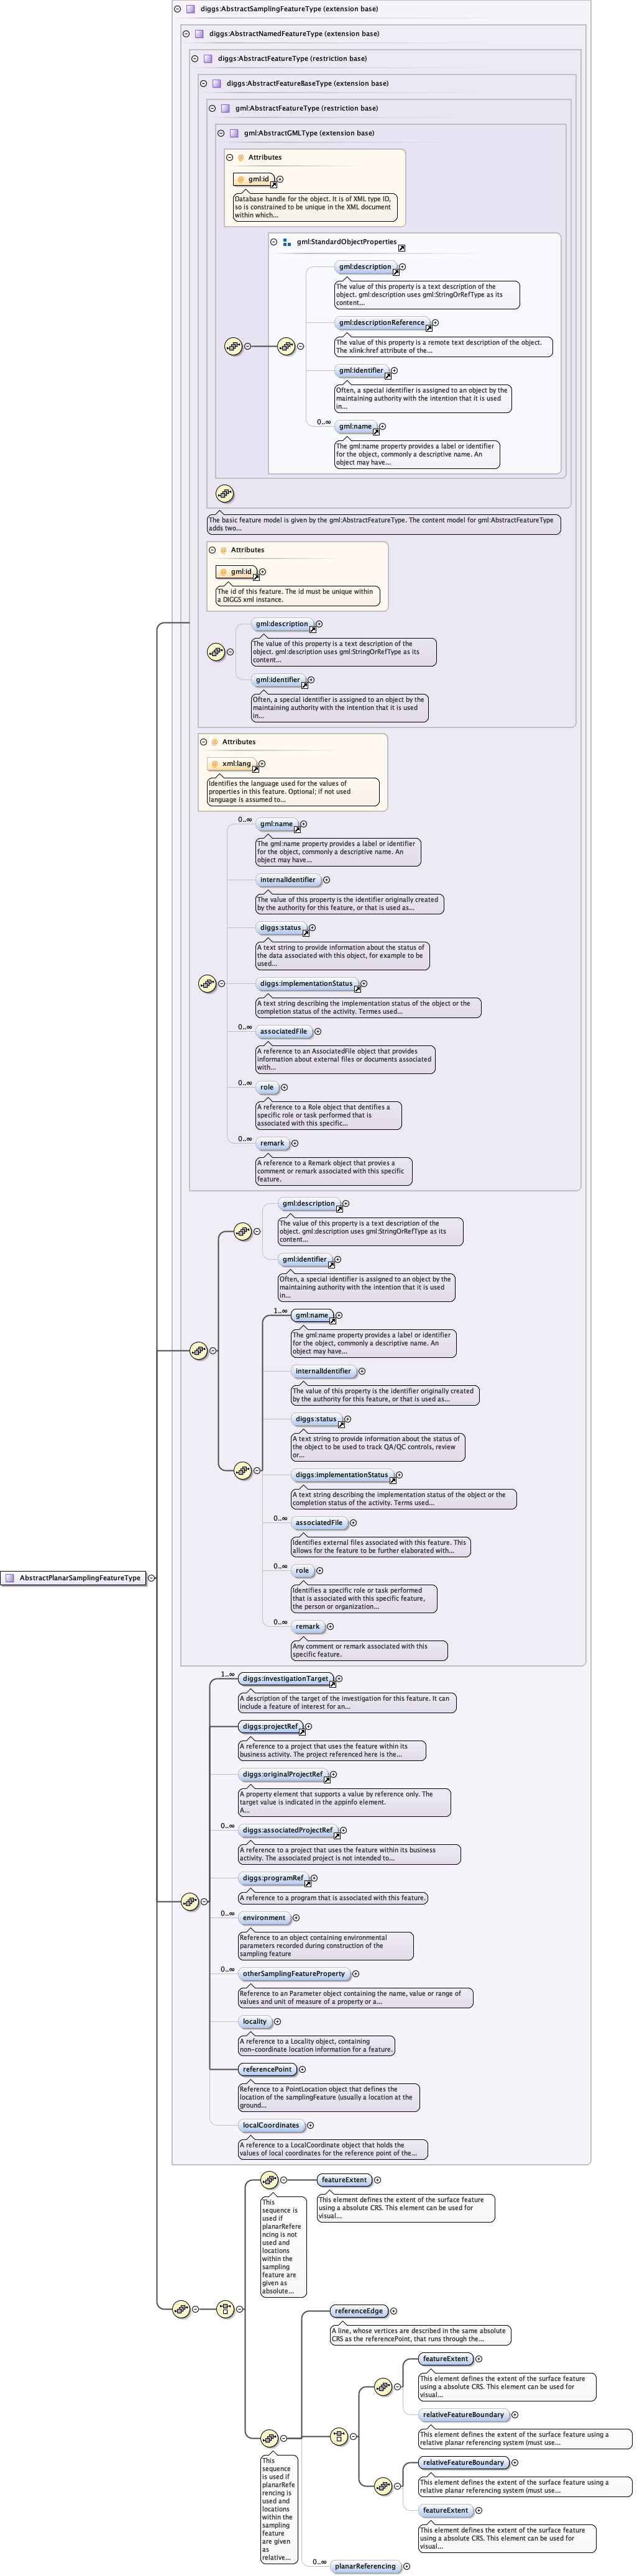 diggs:AbstractSamplingFeatureType (extension base)
diggs:AbstractNamedFeatureType (extension base)
diggs:AbstractFeatureType (restriction base)
diggs:AbstractFeatureBaseType (extension base)
gml:AbstractFeatureType (restriction base)
gml:AbstractGMLType (extension base)
@ Attributes
@ gml:id
Database handle for the object. It is of XML type ID,
so is constrained to be unique in the XML document
within which...
gml:StandardObjectProperties
gml:description
The value of this property is a text description of the
object. gml:description uses gml:StringOrRefType as its
content...
gml:descriptionReference
The value of this property is a remote text description of the object.
The xlink:href attribute of the...
gml:identifier
Often, a special identifier is assigned to an object by the
maintaining authority with the intention that it is used
in...
0..∞
gml:name
The gml:name property provides a label or identifier
for the object, commonly a descriptive name. An
object may have...
The basic feature model is given by the gml:AbstractFeatureType. The content model for gml:AbstractFeatureType
adds two...
@ Attributes
@ gml:id
The id of this feature. The id must be unique within
a DIGGS xml instance.
gml:description
The value of this property is a text description of the
object. gml:description uses gml:StringOrRefType as its
content...
gml:identifier
Often, a special identifier is assigned to an object by the
maintaining authority with the intention that it is used
in...
@ Attributes
@ xml:lang
Identifies the language used for the values of
properties in this feature. Optional; if not used
language is assumed to...
0..∞
gml:name
The gml:name property provides a label or identifier
for the object, commonly a descriptive name. An
object may have...
internalIdentifier
The value of this property is the identifier originally created
by the authority for this feature, or that is used as...
diggs:status
A text string to provide information about the status of
the data associated with this object, for example to be
used...
diggs:implementationStatus
A text string describing the implementation status of the object or the
completion status of the activity. Termes used...
0..∞
associatedFile
A reference to an AssociatedFile object that provides
information about external files or documents associated
with...
0..∞
role
A reference to a Role object that dentifies a
specific role or task performed that is
associated with this specific...
0..∞
remark
A reference to a Remark object that provies a
comment or remark associated with this specific
feature.
gml:description
The value of this property is a text description of the
object. gml:description uses gml:StringOrRefType as its
content...
gml:identifier
Often, a special identifier is assigned to an object by the
maintaining authority with the intention that it is used
in...
1..∞
gml:name
The gml:name property provides a label or identifier
for the object, commonly a descriptive name. An
object may have...
internalIdentifier
The value of this property is the identifier originally created
by the authority for this feature, or that is used as...
diggs:status
A text string to provide information about the status of
the object to be used to track QA/QC controls, review
or...
diggs:implementationStatus
A text string describing the implementation status of the object or the
completion status of the activity. Terms used...
0..∞
associatedFile
Identifies external files associated with this feature. This
allows for the feature to be further elaborated with...
0..∞
role
Identifies a specific role or task performed
that is associated with this specific feature,
the person or organization...
AbstractPlanarSamplingFeatureType
0..∞
remark
Any comment or remark associated with this
specific feature.
1..∞
diggs:investigationTarget
A description of the target of the investigation for this feature. It can
include a feature of interest for an...
diggs:projectRef
A reference to a project that uses the feature within its
business activity. The project referenced here is the...
diggs:originalProjectRef
A property element that supports a value by reference only. The
target value is indicated in the appinfo element.
A...
0..∞
diggs:associatedProjectRef
A reference to a project that uses the feature within its business
activity. The associated project is not intended to...
diggs:programRef
A reference to a program that is associated with this feature.
0..∞
environment
Reference to an object containing environmental
parameters recorded during construction of the
sampling feature
0..∞
otherSamplingFeatureProperty
Reference to an Parameter object containing the name, value or range of
values and unit of measure of a property or a...
locality
A reference to a Locality object, containing
non-coordinate location information for a feature.
referencePoint
Reference to a PointLocation object that defines the
location of the samplingFeature (usually a location at the
ground...
localCoordinates
A reference to a LocalCoordinate object that holds the
values of local coordinates for the reference point of the...
featureExtent
This element defines the extent of the surface feature
using a absolute CRS. This element can be used for
visual...
This
sequence is
used if
planarRefere
ncing is not
used and
locations
within the
sampling
feature are
given as
absolute...
referenceEdge
A line, whose vertices are described in the same absolute
CRS as the referencePoint, that runs through the...
featureExtent
This element defines the extent of the surface feature
using a absolute CRS. This element can be used for
visual...
relativeFeatureBoundary
This element defines the extent of the surface feature using a
relative planar referencing system (must use...
relativeFeatureBoundary
This element defines the extent of the surface feature using a
relative planar referencing system (must use...
featureExtent
This element defines the extent of the surface feature
using a absolute CRS. This element can be used for
visual...
This
sequence
is used if
planarRefe
rencing is
used and
locations
within the
sampling
feature
are given
as
relative...
0..∞
planarReferencing